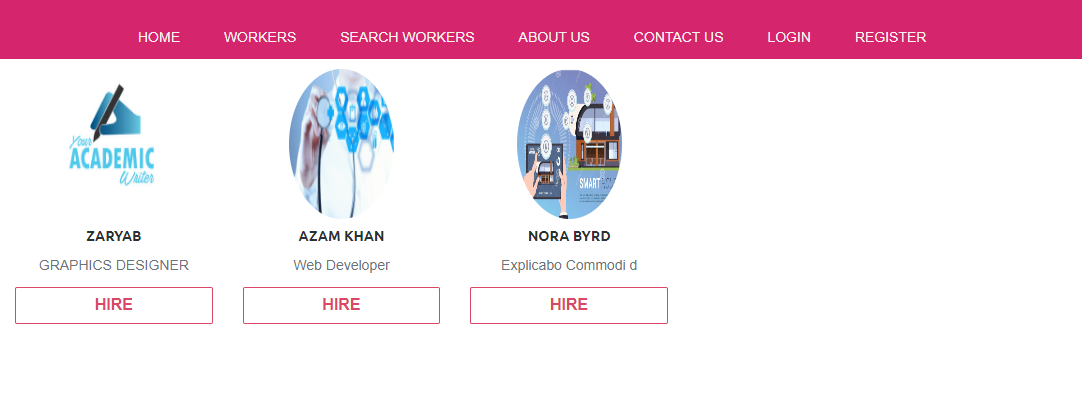 HOME WORKERS SEARCH WORKERS ABOUT US CONTACT US LOGIN REGISTER
Your
ACADEMIC
Writer
SMART
ZARYAB AZAM KHAN NORA BYRD
GRAPHICS DESIGNER Web Developer Explicabo Commodi d
HIRE HIRE HIRE